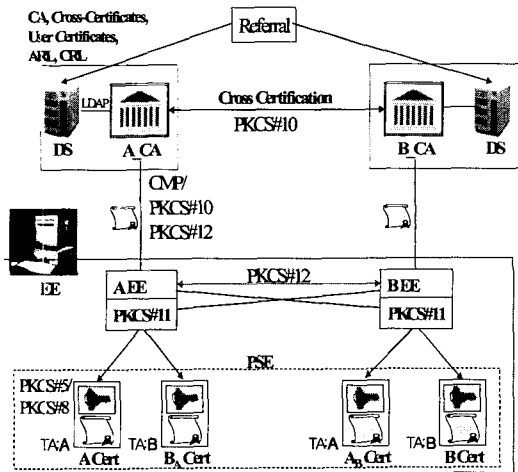 CA, Cross-Certificates,
User Certificates,
ARL, CRL
Referral
LDAP
Cross Certification
PKCS#10
DS
A CA
B CA
DS
CMP/
PKCS#10
PKCS#12
EE
A EE
PKCS#12
B EE
PKCS#11
PKCS#11
PSE
PKCS#5/
PKCS#8
TA:A
TA:B
TA:A
TA:B
A Cert
BA Cert
AB Cert
B Cert